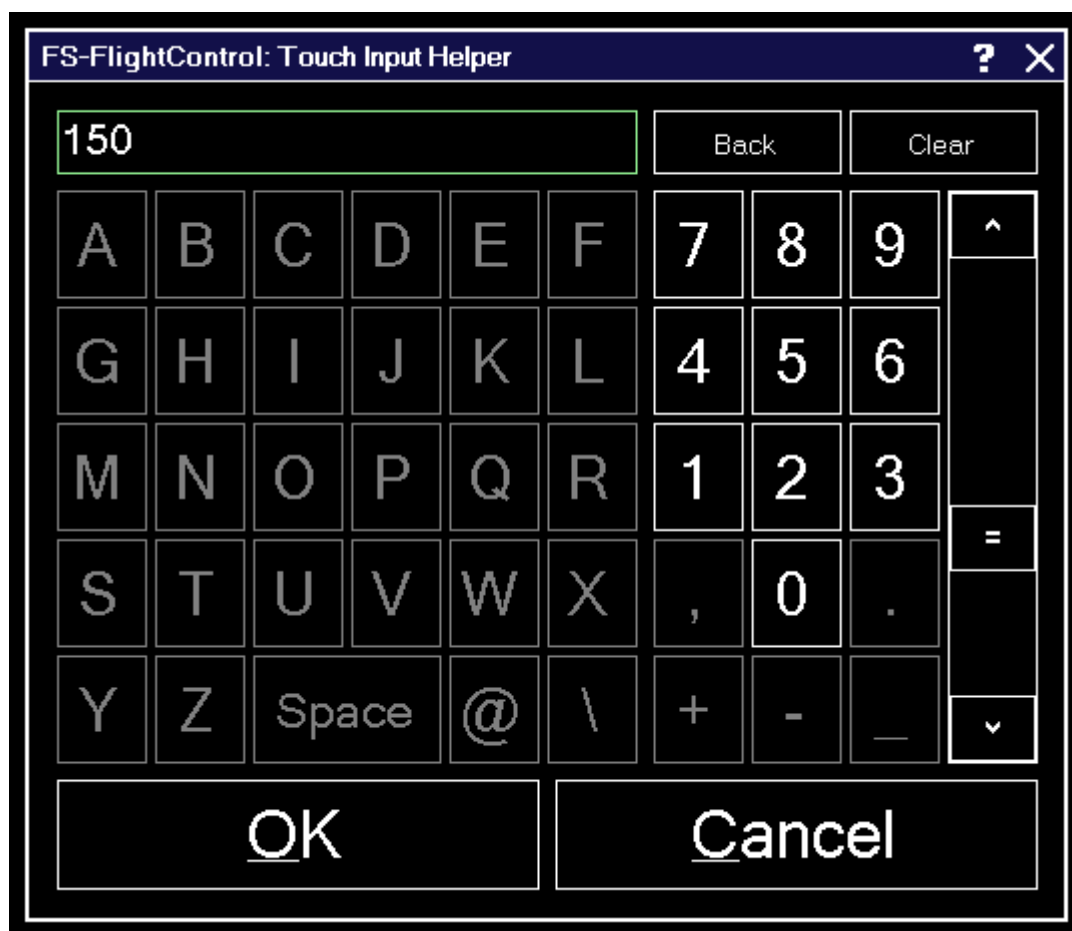 FS-FlightControl: Touch Input Helper ? X
150 Back Clear
A B C D E F 7 8 9 ^
G H I J K L 4 5 6
M N O P Q R 1 2 3
=
S T U V W X , 0 .
Y Z Space @ \ + - _ v
OK Cancel